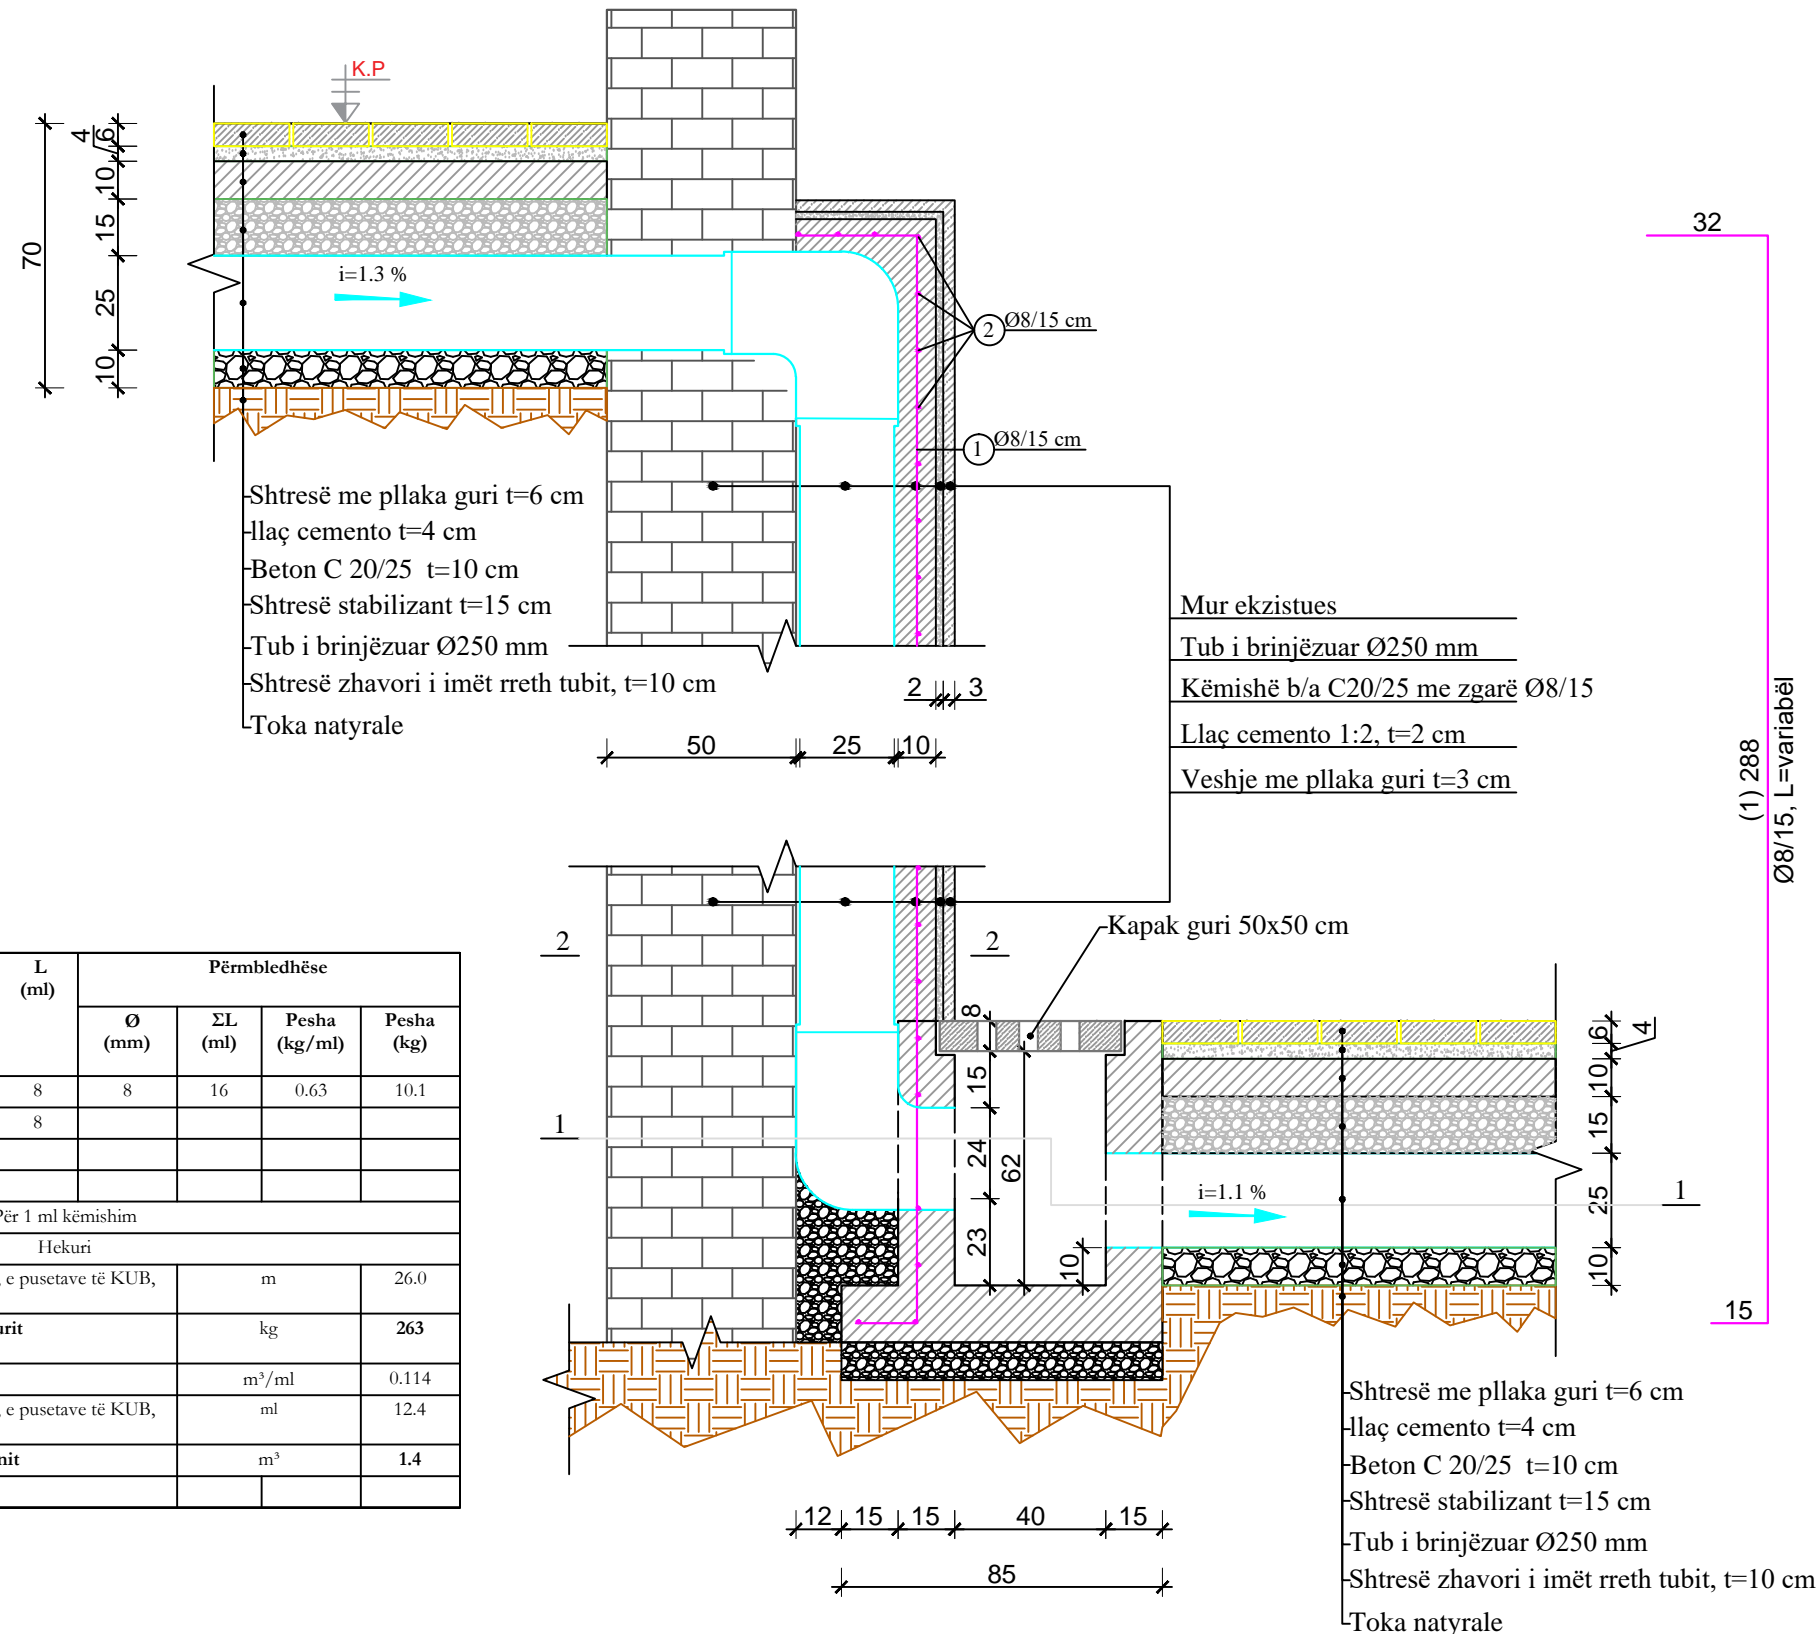 K.P
4
6
10
15
25
10
70
i=1.3 %
2 Ø8/15 cm
1 Ø8/15 cm
32
(1) 288
Ø8/15, L=variabël
15
Shtresë me pllaka guri t=6 cm
llaç cemento t=4 cm
Beton C 20/25 t=10 cm
Shtresë stabilizant t=15 cm
Tub i brinjëzuar Ø250 mm
Shtresë zhavori i imët rreth tubit, t=10 cm
Toka natyrale
2 3
50 25 10
Mur ekzistues
Tub i brinjëzuar Ø250 mm
Këmishë b/a C20/25 me zgarë Ø8/15
Llaç cemento 1:2, t=2 cm
Veshje me pllaka guri t=3 cm
Kapak guri 50x50 cm
2 2
1 1
8
15
24
23
62
10
i=1.1 %
6
4
10
15
25
10
12 15 15 40 15
85
Shtresë me pllaka guri t=6 cm
llaç cemento t=4 cm
Beton C 20/25 t=10 cm
Shtresë stabilizant t=15 cm
Tub i brinjëzuar Ø250 mm
Shtresë zhavori i imët rreth tubit, t=10 cm
Toka natyrale
L (ml) Përmbledhëse
Ø (mm) ΣL (ml) Pesha (kg/ml) Pesha (kg)
8 8 16 0.63 10.1
8
Për 1 ml këmishim
Hekuri
e pusetave të KUB, m 26.0
kg 263
m³/ml 0.114
e pusetave të KUB, ml 12.4
m³ 1.4